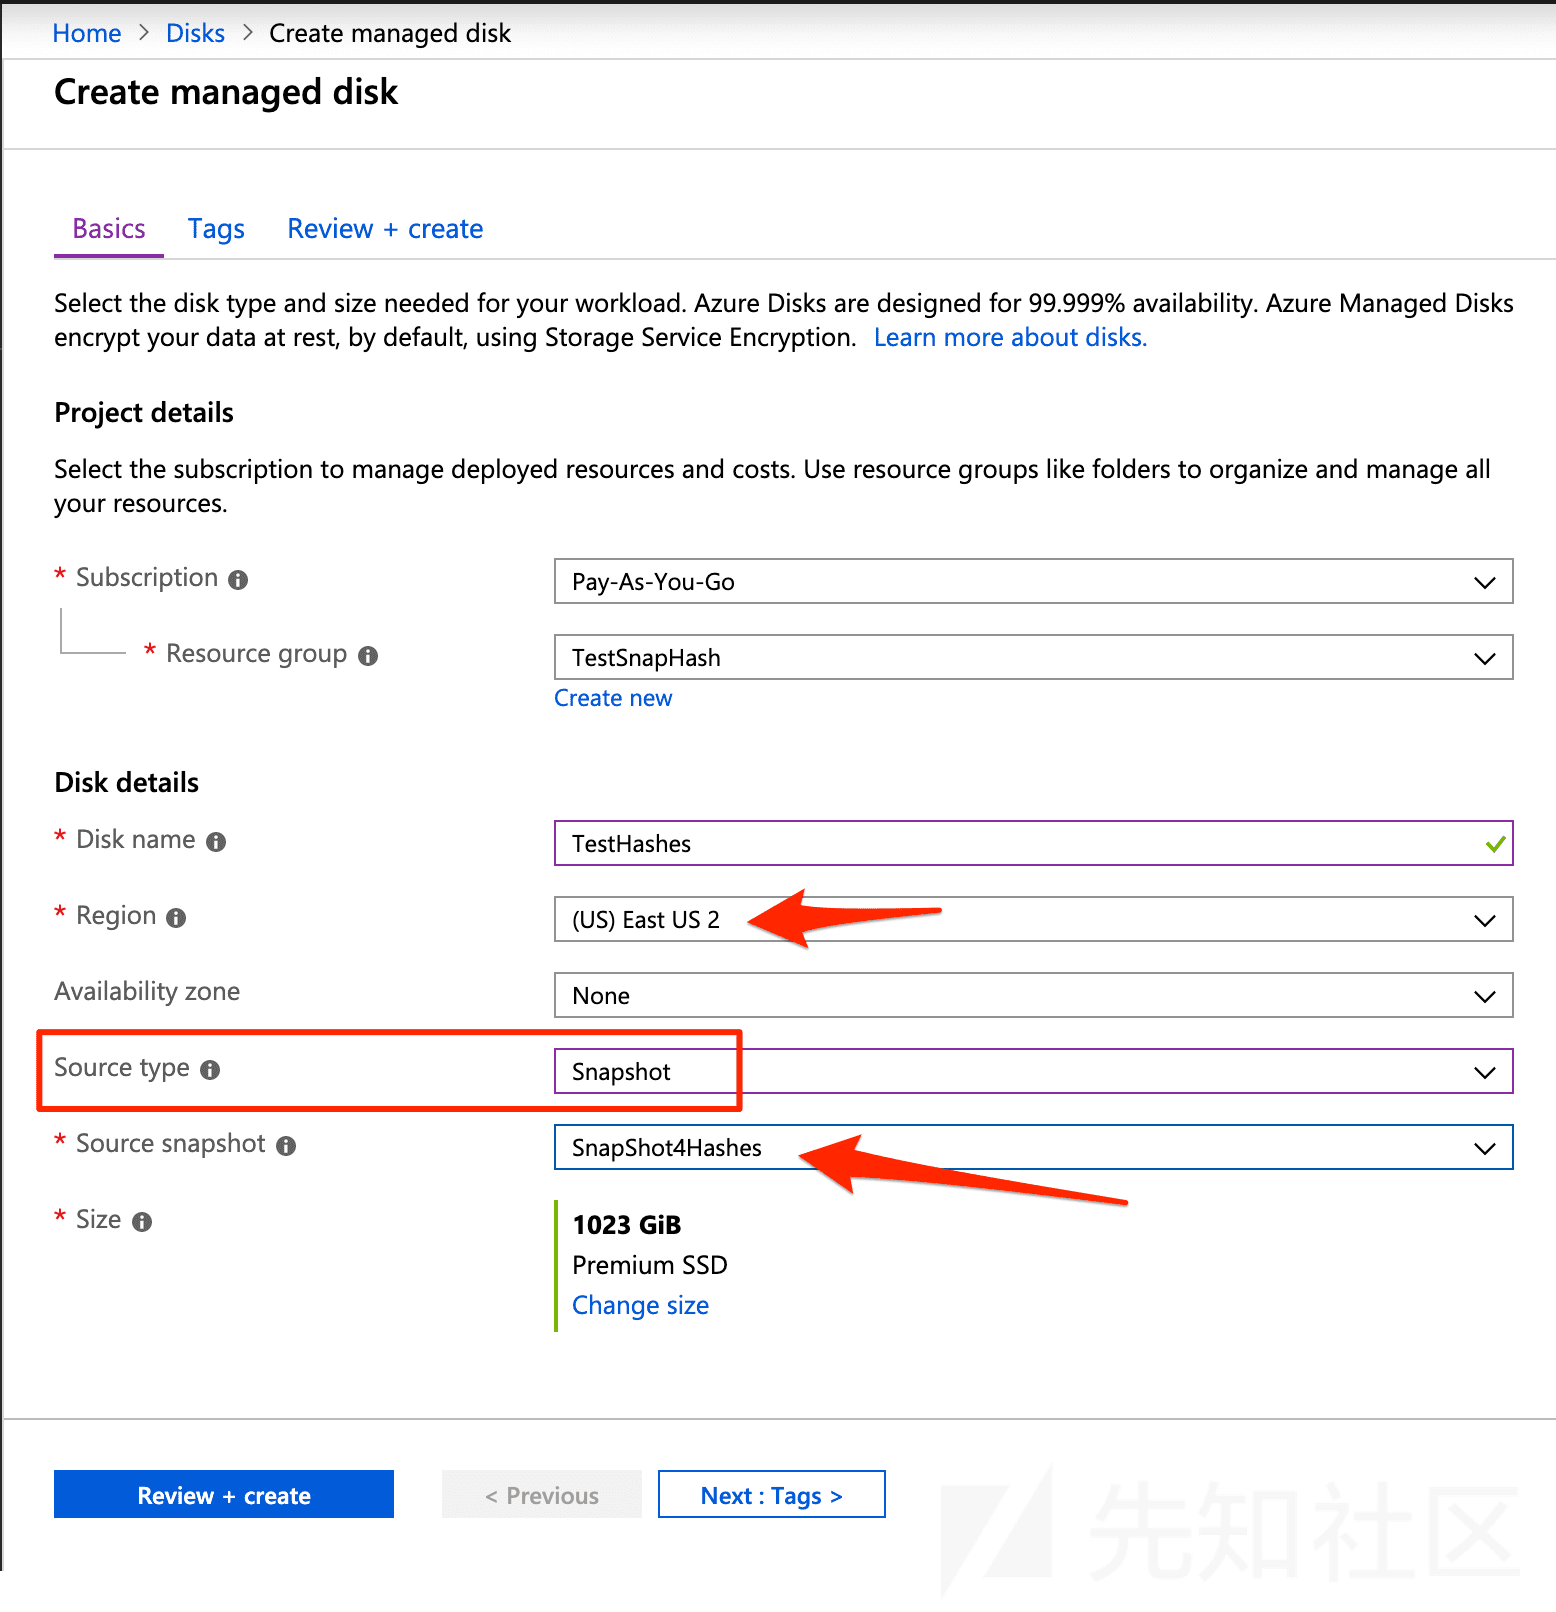 Home > Disks > Create managed disk
Create managed disk
Basics Tags Review + create
Select the disk type and size needed for your workload. Azure Disks are designed for 99.999% availability. Azure Managed Disks
encrypt your data at rest, by default, using Storage Service Encryption. Learn more about disks.
Project details
Select the subscription to manage deployed resources and costs. Use resource groups like folders to organize and manage all
your resources.
* Subscription Pay-As-You-Go
* Resource group TestSnapHash
Create new
Disk details
* Disk name TestHashes
* Region (US) East US 2
Availability zone None
Source type Snapshot
* Source snapshot SnapShot4Hashes
* Size 1023 GiB
Premium SSD
Change size
Review + create < Previous Next : Tags >
先知社区